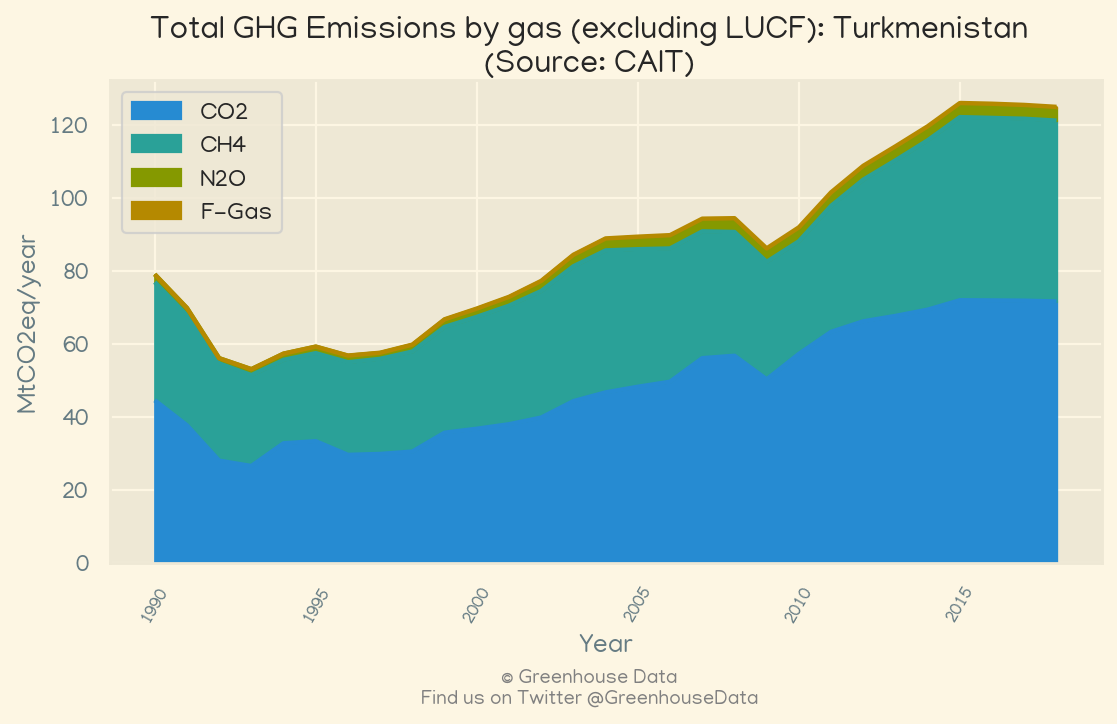 Total GHG Emissions by gas (excluding LUCF): Turkmenistan
(Source: CAIT)
CO2
CH4
N2O
F-Gas
MtCO2eq/year
120
100
80
60
40
20
0
1990 1995 2000 2005 2010 2015
Year
© Greenhouse Data
Find us on Twitter @GreenhouseData